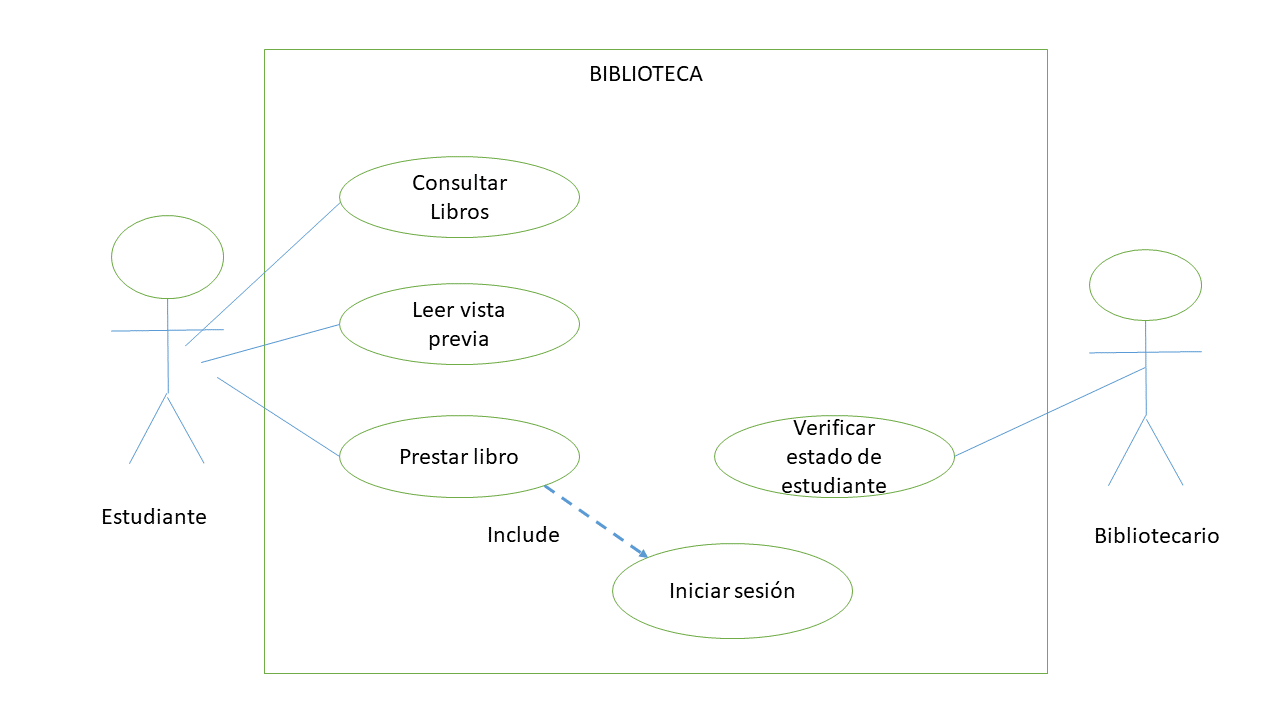 BIBLIOTECA
Consultar
Libros
Leer vista
previa
Prestar libro
Verificar
estado de
estudiante
Estudiante
Include
Bibliotecario
Iniciar sesión